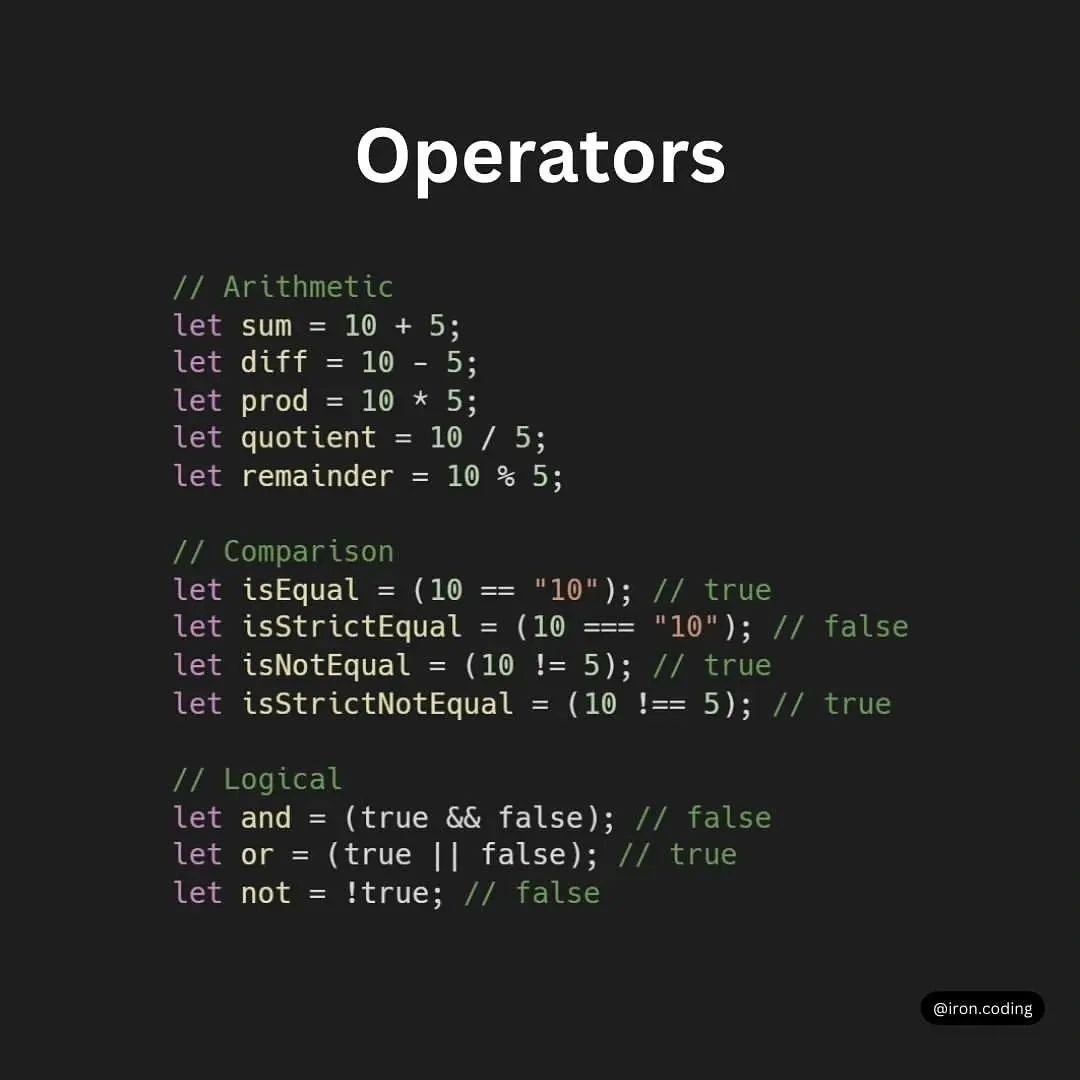 Operators
// Arithmetic
let sum = 10 + 5;
let diff = 10 - 5;
let prod = 10 * 5;
let quotient = 10 / 5;
let remainder = 10 % 5;
// Comparison
let isEqual = (10 == "10"); // true
let isStrictEqual = (10 === "10"); // false
let isNotEqual = (10 != 5); // true
let isStrictNotEqual = (10 !== 5); // true
// Logical
let and = (true && false); // false
let or = (true || false); // true
let not = !true; // false
@iron.coding